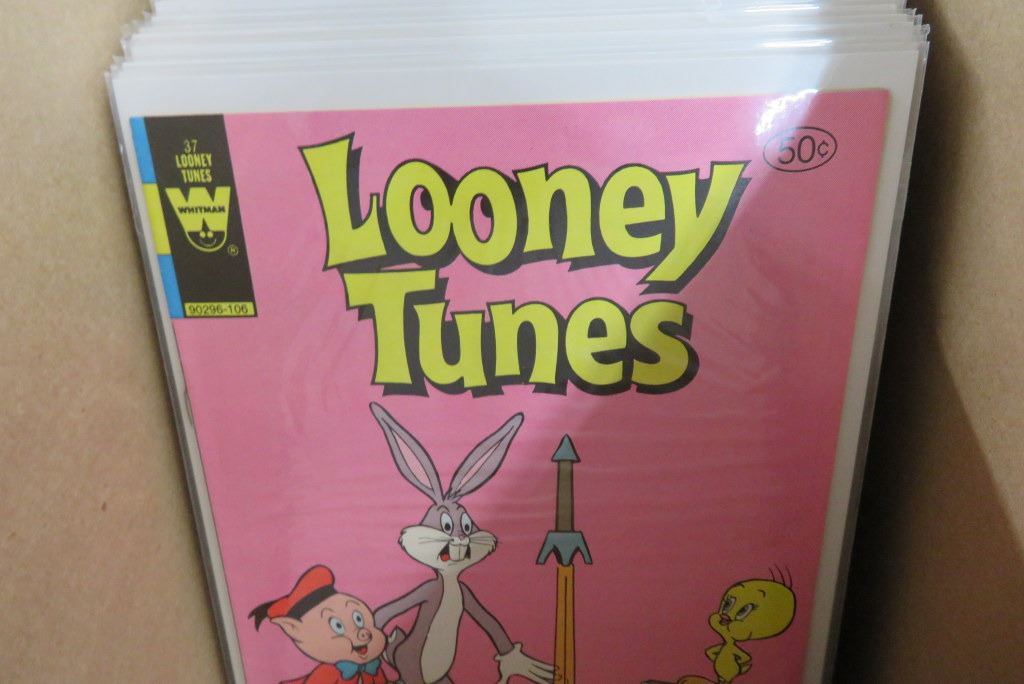 37
LOONEY
TUNES
WHITMAN
®
90296-106
Looney
Tunes
50¢